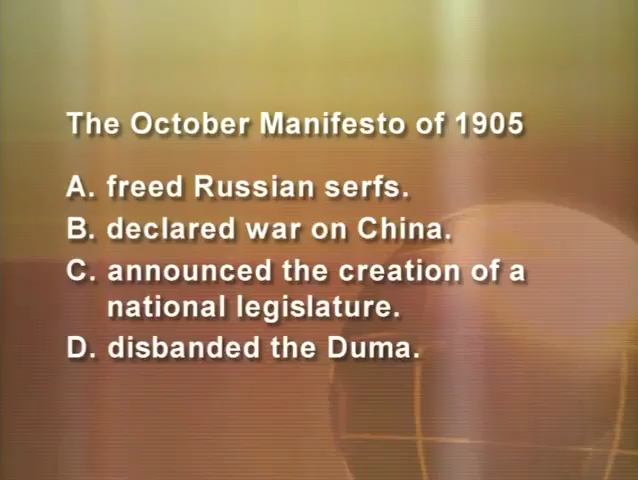 The October Manifesto of 1905
A. freed Russian serfs.
B. declared war on China.
C. announced the creation of a
national legislature.
D. disbanded the Duma.